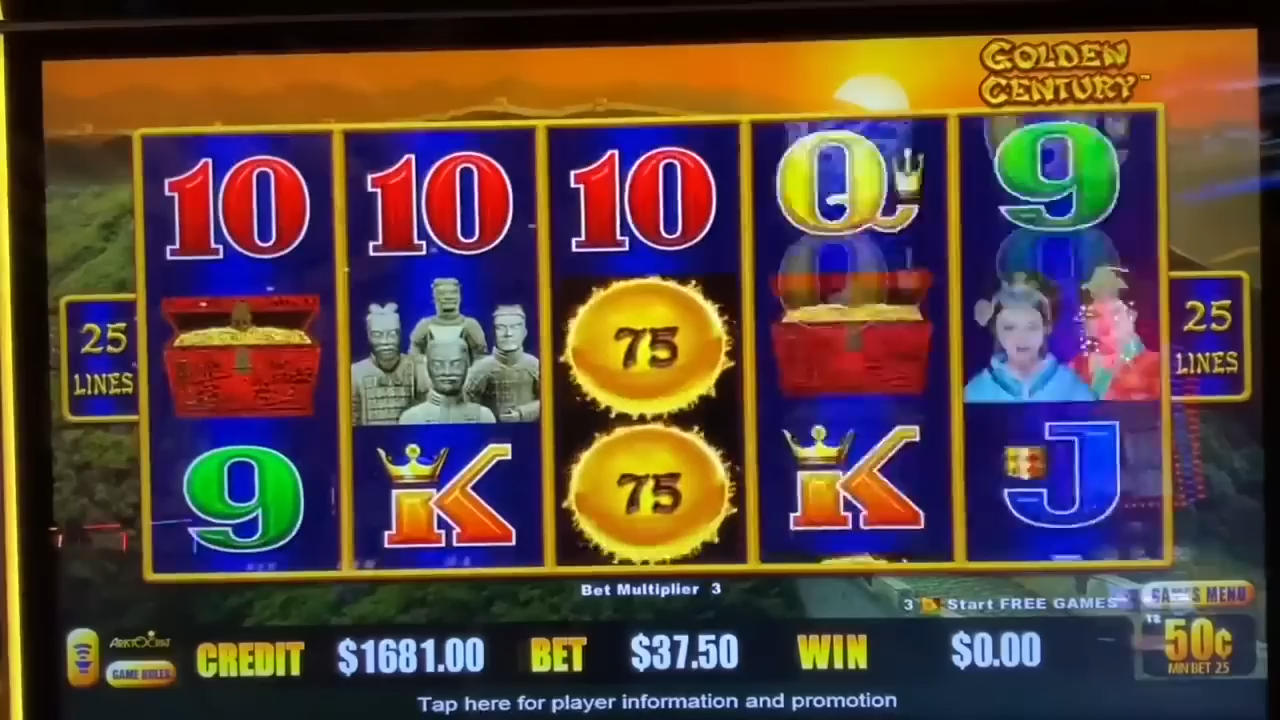 GOLDEN
CENTURY™
10 10 10 Q 9
25
LINES
75
25
LINES
9 K 75 K J
Bet Multiplier 3
3 Start FREE GAMES
GAMES MENU
ARISTOCRAT
GAME RULES
CREDIT $1681.00 BET $37.50 WIN $0.00
50¢
MIN BET 25
Tap here for player information and promotion